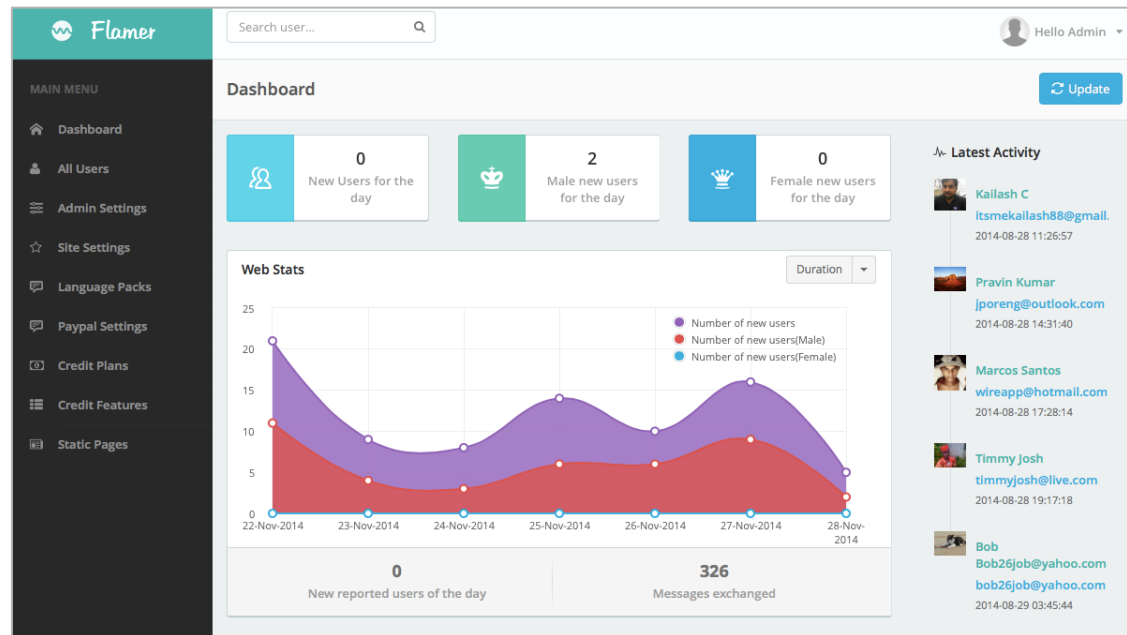 Flamer
Search user...
Hello Admin
MAIN MENU
Dashboard
All Users
Admin Settings
Site Settings
Language Packs
Paypal Settings
Credit Plans
Credit Features
Static Pages
Dashboard
Update
0
New Users for the
day
2
Male new users
for the day
0
Female new users
for the day
Web Stats
Duration
Number of new users
Number of new users(Male)
Number of new users(Female)
25
20
15
10
5
0
22-Nov-2014
23-Nov-2014
24-Nov-2014
25-Nov-2014
26-Nov-2014
27-Nov-2014
28-Nov-
2014
0
New reported users of the day
326
Messages exchanged
Latest Activity
Kailash C
itsmekailash88@gmail.
2014-08-28 11:26:57
Pravin Kumar
jporeng@outlook.com
2014-08-28 14:31:40
Marcos Santos
wireapp@hotmail.com
2014-08-28 17:28:14
Timmy Josh
timmyjosh@live.com
2014-08-28 19:17:18
Bob
Bob26job@yahoo.com
bob26job@yahoo.com
2014-08-29 03:45:44